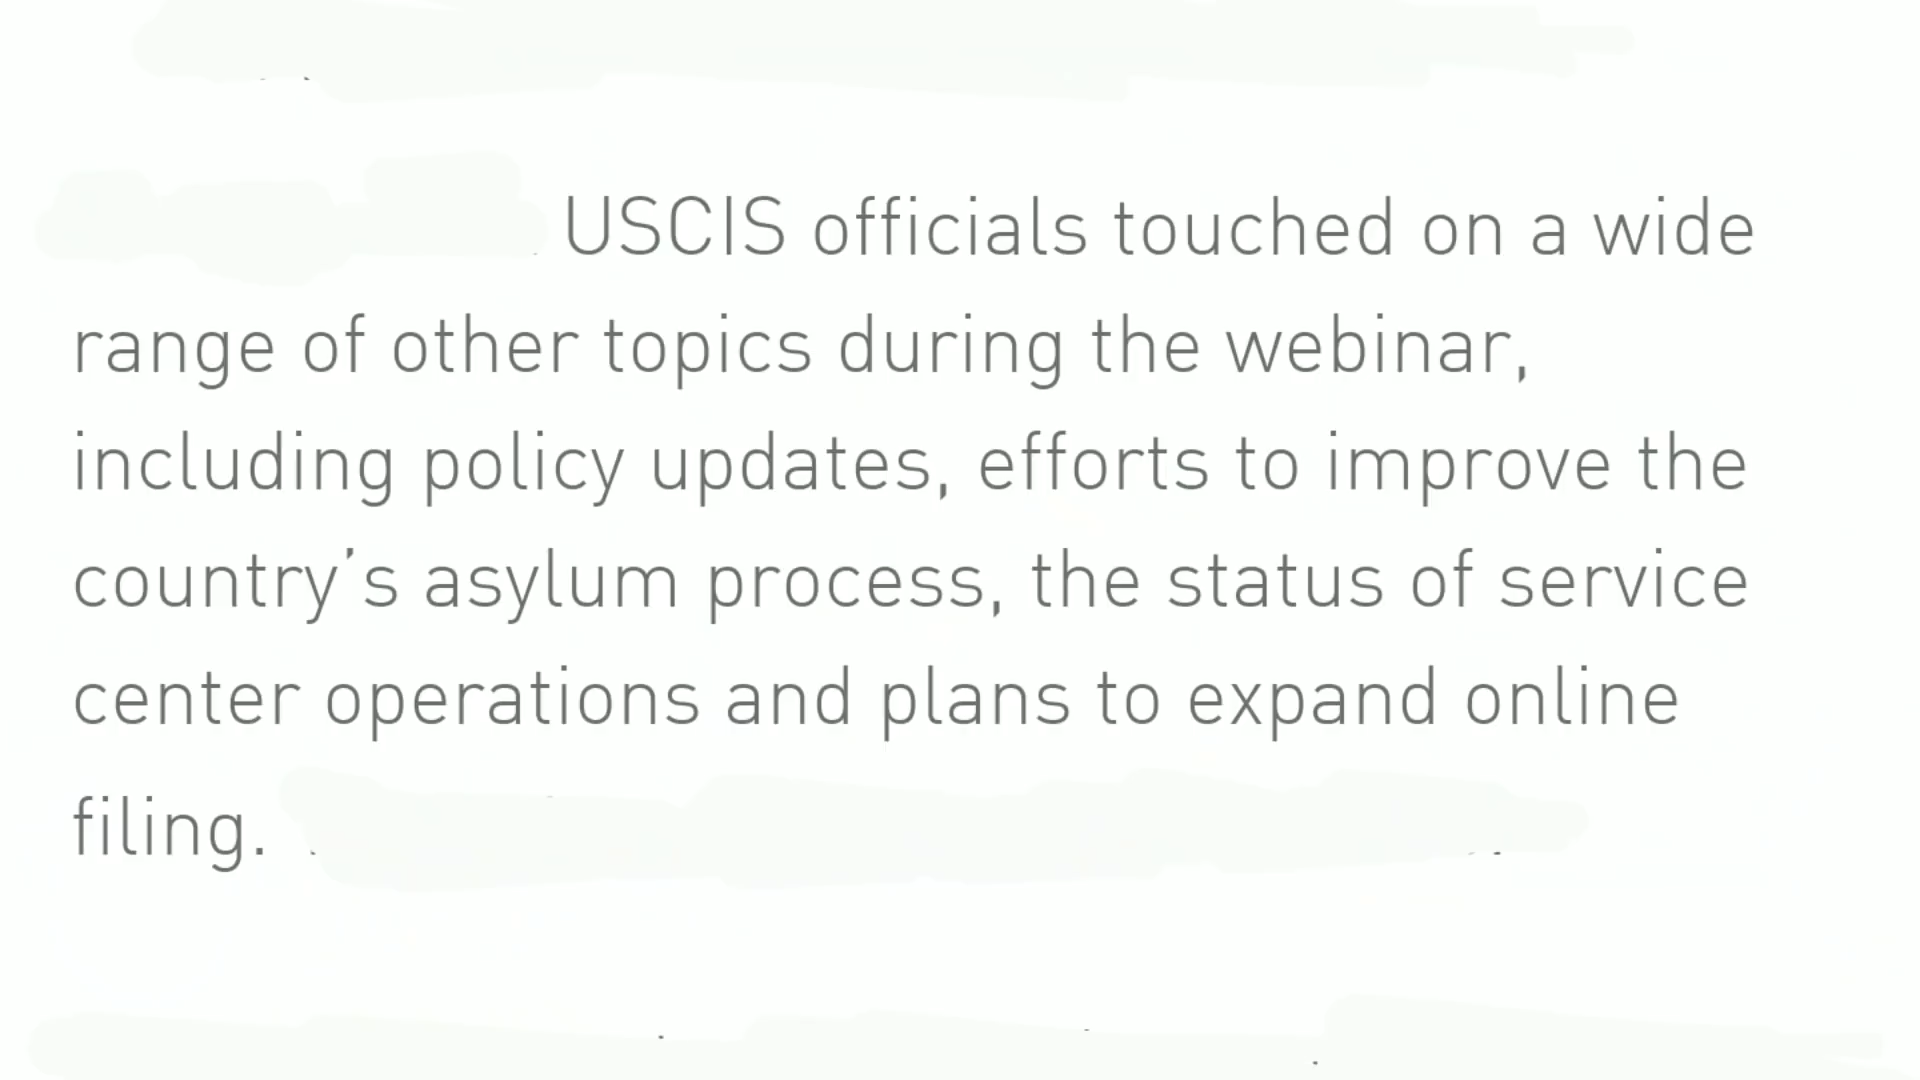 USCIS officials touched on a wide
range of other topics during the webinar,
including policy updates, efforts to improve the
country’s asylum process, the status of service
center operations and plans to expand online
filing.